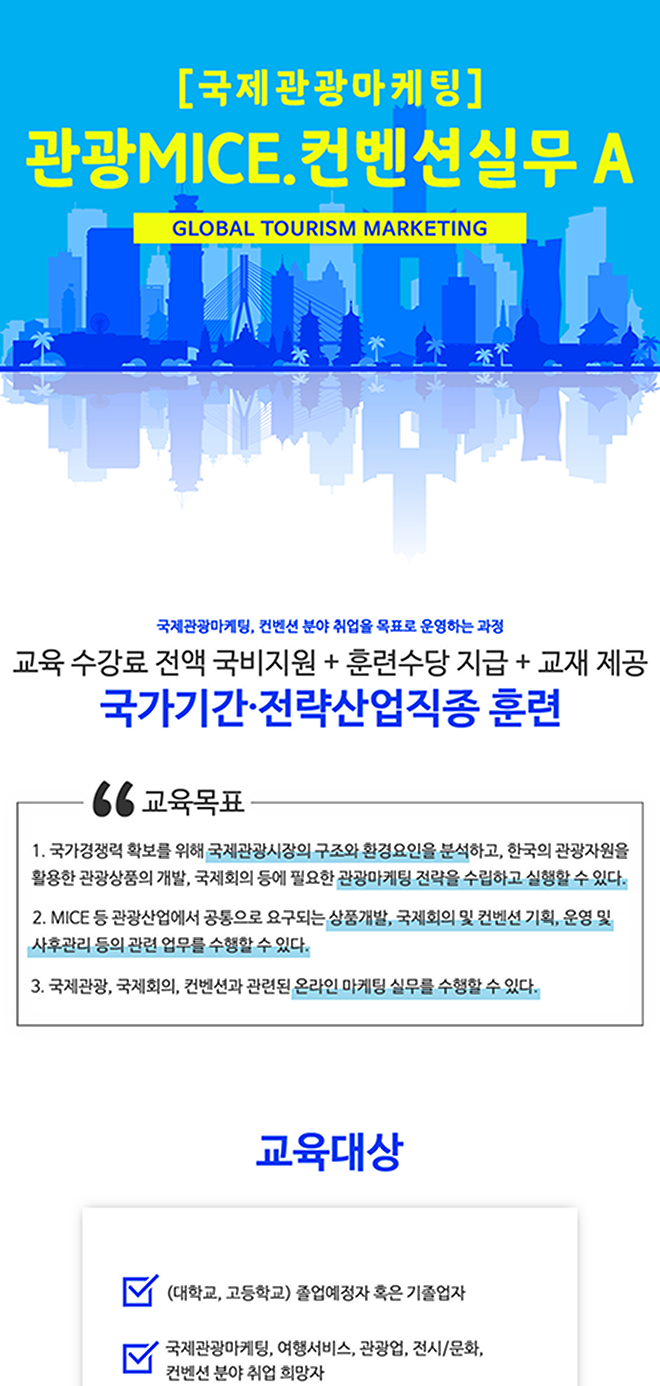 [국제관광마케팅]
관광MICE.컨벤션실무 A
GLOBAL TOURISM MARKETING
국제관광마케팅, 컨벤션 분야 취업을 목표로 운영하는 과정
교육 수강료 전액 국비지원 + 훈련수당 지급 + 교재 제공
국가기간·전략산업직종 훈련
❝ 교육목표
1. 국가경쟁력 확보를 위해 국제관광시장의 구조와 환경요인을 분석하고, 한국의 관광자원을
활용한 관광상품의 개발, 국제회의 등에 필요한 관광마케팅 전략을 수립하고 실행할 수 있다.
2. MICE 등 관광산업에서 공통으로 요구되는 상품개발, 국제회의 및 컨벤션 기획, 운영 및
사후관리 등의 관련 업무를 수행할 수 있다.
3. 국제관광, 국제회의, 컨벤션과 관련된 온라인 마케팅 실무를 수행할 수 있다.
교육대상
(대학교, 고등학교) 졸업예정자 혹은 기졸업자
국제관광마케팅, 여행서비스, 관광업, 전시/문화,
컨벤션 분야 취업 희망자